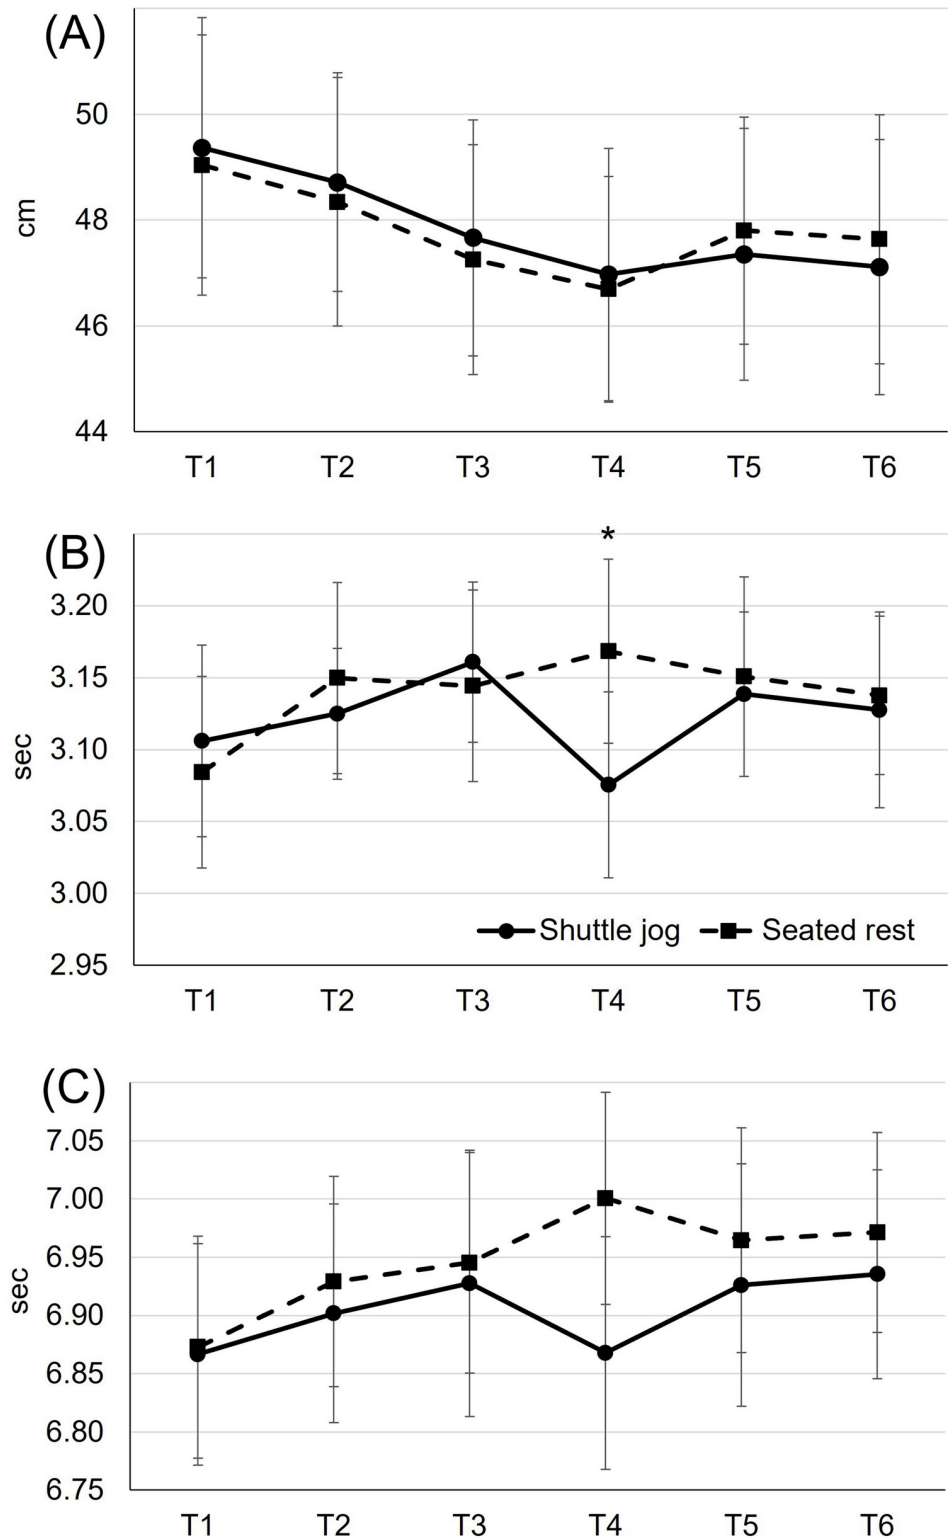 (A)
50
cm
48
46
44
T1 T2 T3 T4 T5 T6
(B)
*
3.20
3.15
sec
3.10
3.05
3.00
Shuttle jog Seated rest
2.95
T1 T2 T3 T4 T5 T6
(C)
7.05
7.00
6.95
sec
6.90
6.85
6.80
6.75
T1 T2 T3 T4 T5 T6